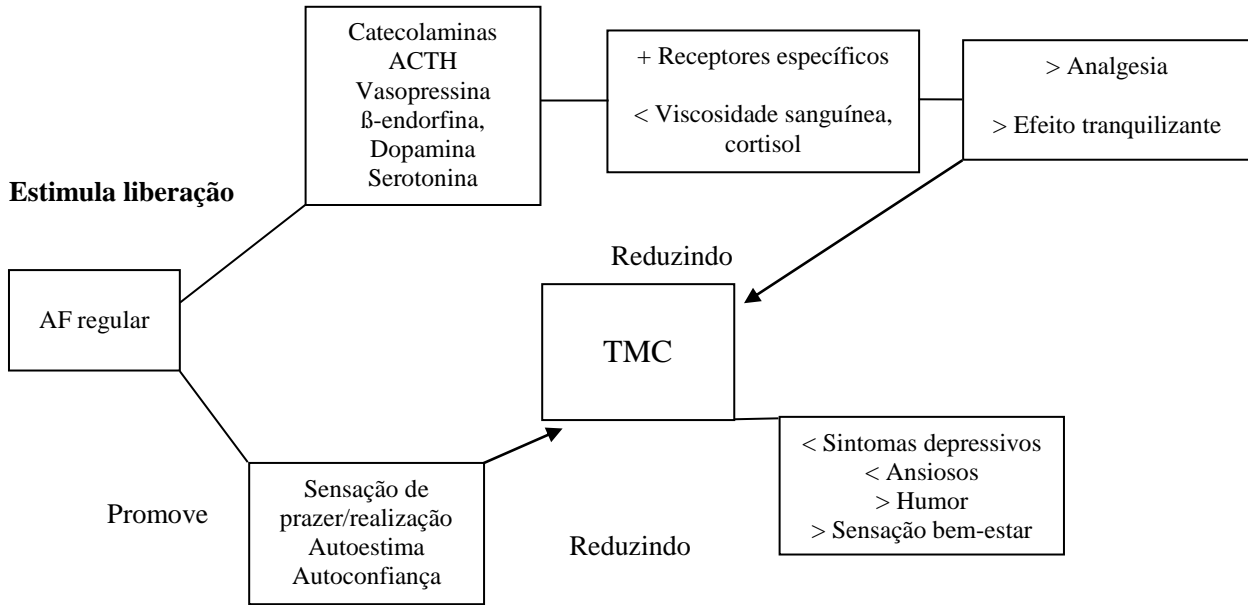 Catecolaminas
ACTH
Vasopressina
ß-endorfina,
Dopamina
Serotonina
+ Receptores específicos
< Viscosidade sanguínea,
cortisol
> Analgesia
> Efeito tranquilizante
Estimula liberação
Reduzindo
AF regular
TMC
Promove
Sensação de
prazer/realização
Autoestima
Autoconfiança
Reduzindo
< Sintomas depressivos
< Ansiosos
> Humor
> Sensação bem-estar